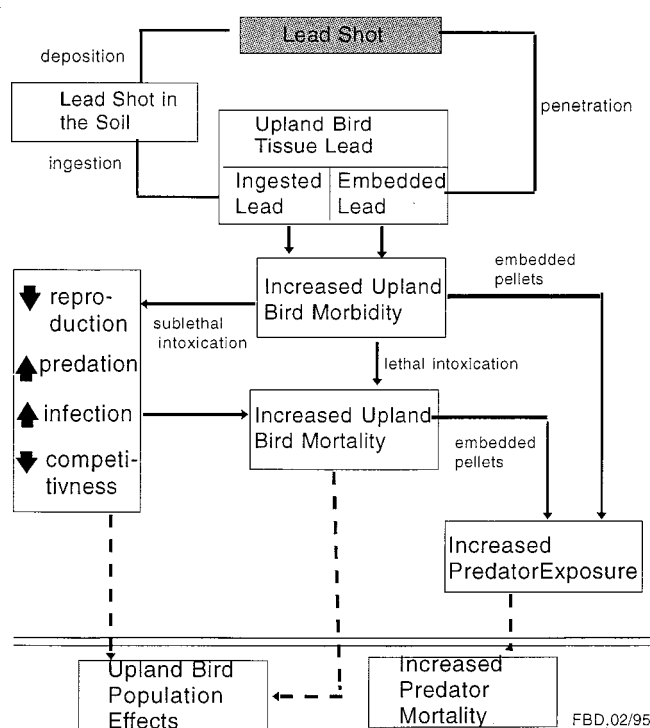 Lead Shot
deposition
Lead Shot in
the Soil
penetration
Upland Bird
Tissue Lead
ingestion
Ingested
Lead
Embedded
Lead
embedded
pellets
Increased Upland
Bird Morbidity
repro-
duction
sublethal
intoxication
predation
lethal intoxication
infection
Increased Upland
Bird Mortality
embedded
pellets
competi-
tivness
Increased
PredatorExposure
Upland Bird
Population
Effects
Increased
Predator
Mortality
FBD.02/95